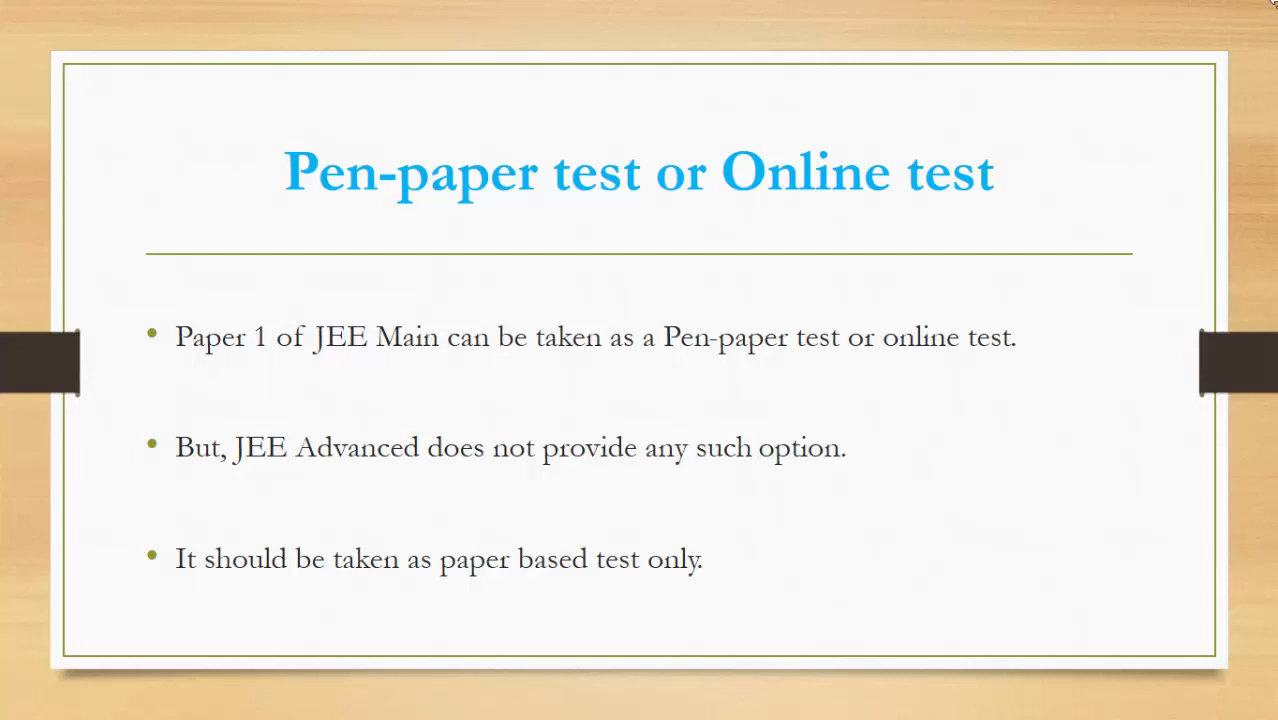 Pen-paper test or Online test
• Paper 1 of JEE Main can be taken as a Pen-paper test or online test.
• But, JEE Advanced does not provide any such option.
• It should be taken as paper based test only.